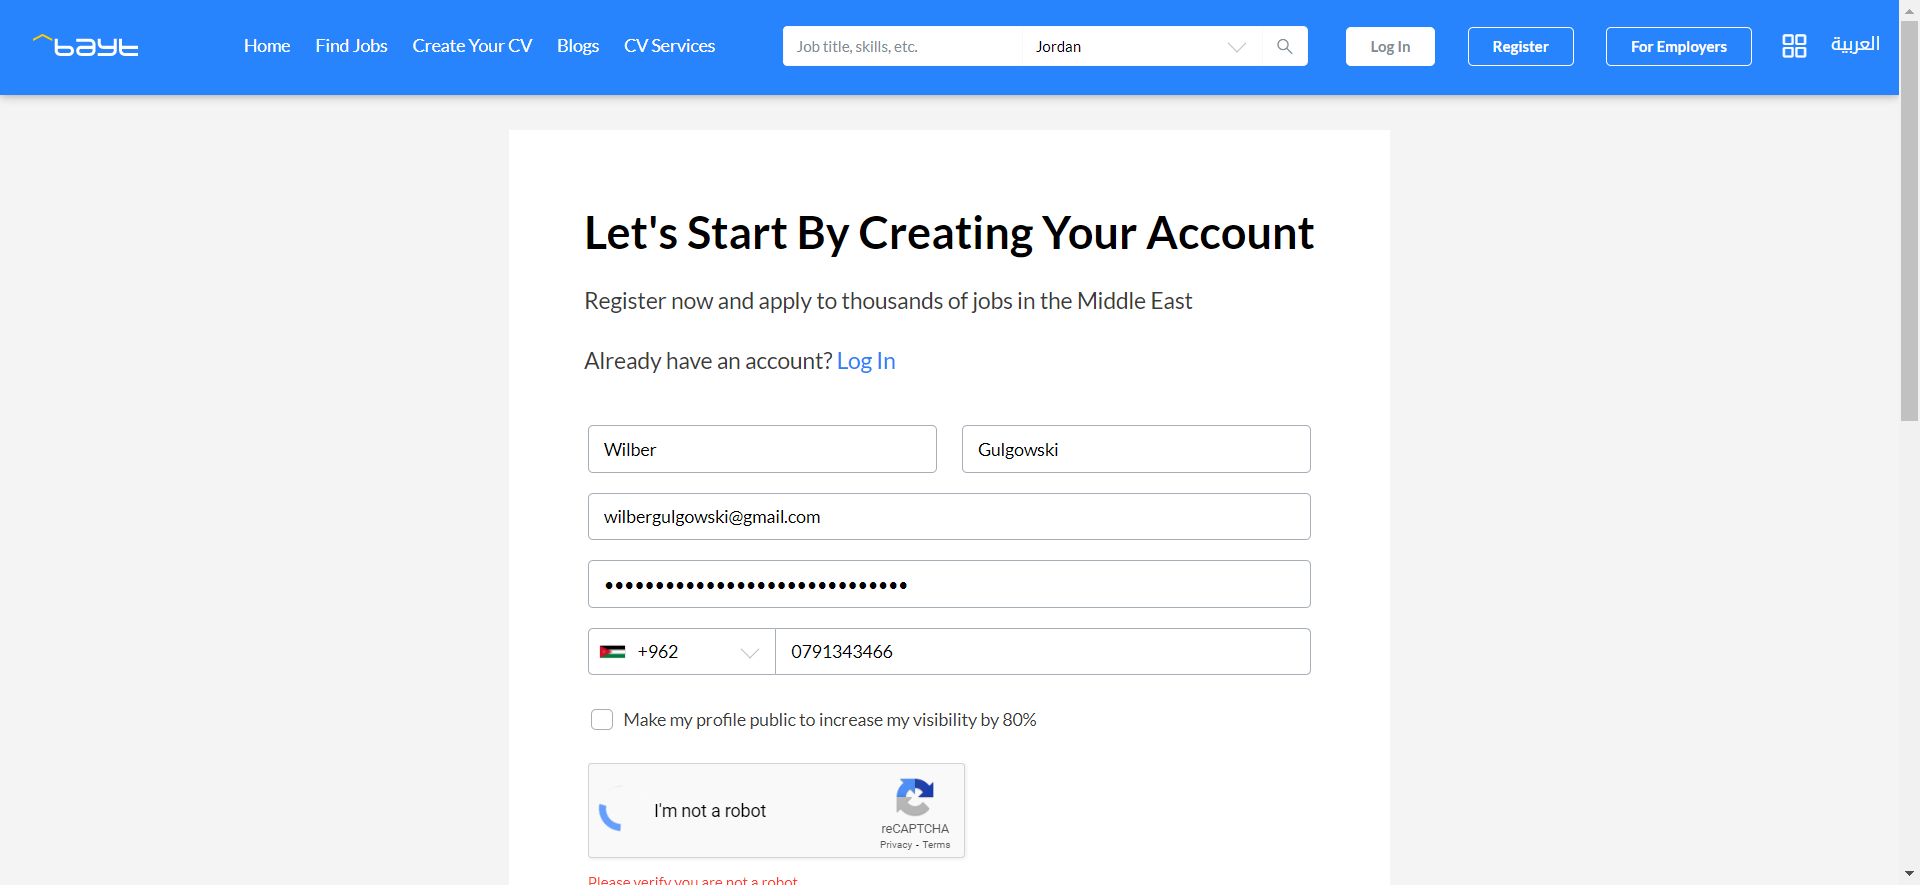 bayt
Home Find Jobs Create Your CV Blogs CV Services
Job title, skills, etc. Jordan
Log In Register For Employers العربية
Let's Start By Creating Your Account
Register now and apply to thousands of jobs in the Middle East
Already have an account? Log In
Wilber Gulgowski
wilbergulgowski@gmail.com
+962 0791343466
Make my profile public to increase my visibility by 80%
I'm not a robot
reCAPTCHA
Privacy - Terms
Please verify you are not a robot